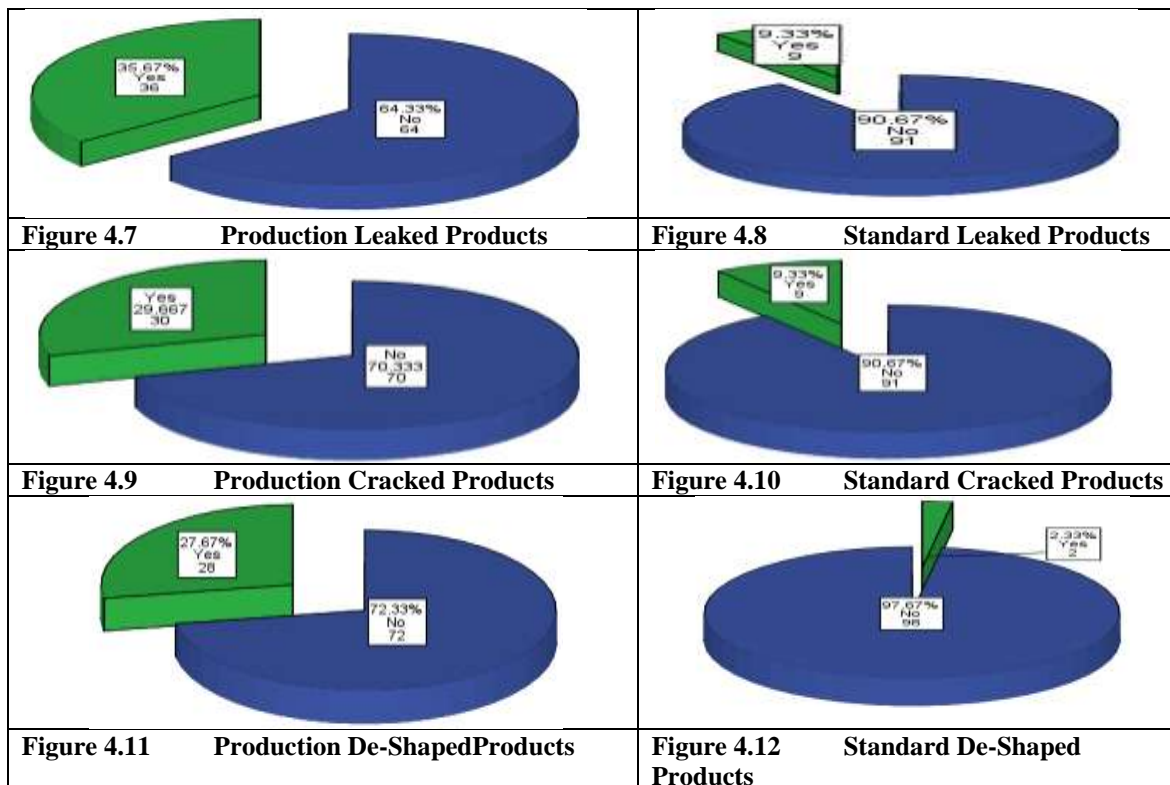 35.67%
Yes
36
64.33%
No
64
9.33%
Yes
9
90.67%
No
91
Figure 4.7 Production Leaked Products
Figure 4.8 Standard Leaked Products
Yes
29.667
30
No
70.333
70
9.33%
Yes
9
90.67%
No
91
Figure 4.9 Production Cracked Products
Figure 4.10 Standard Cracked Products
27.67%
Yes
28
72.33%
No
72
2.33%
Yes
2
97.67%
No
98
Figure 4.11 Production De-ShapedProducts
Figure 4.12 Standard De-Shaped
Products